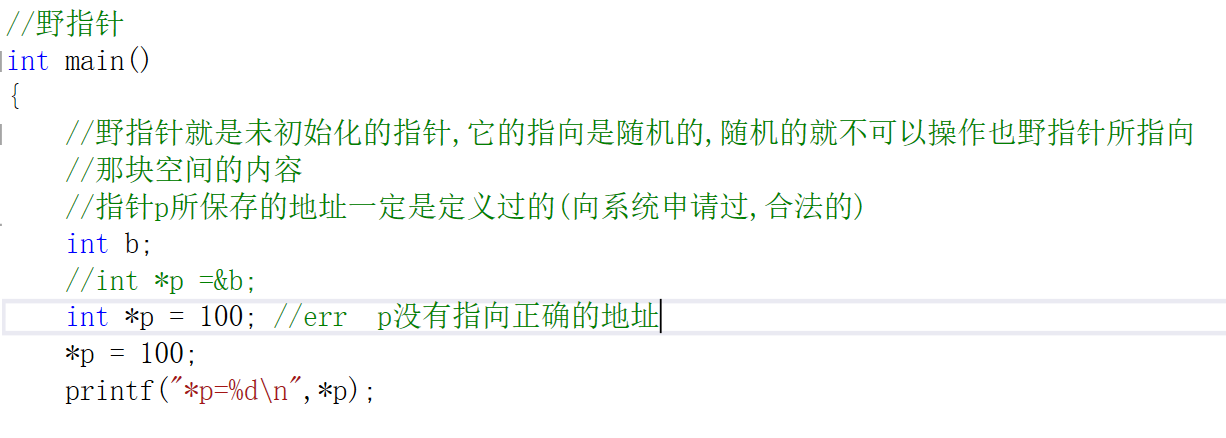 //野指针
int main()
{
//野指针就是未初始化的指针,它的指向是随机的,随机的就不可以操作也野指针所指向
//那块空间的内容
//指针p所保存的地址一定是定义过的(向系统申请过,合法的)
int b;
//int *p =&b;
int *p = 100; //err  p没有指向正确的地址
*p = 100;
printf("*p=%d\n",*p);